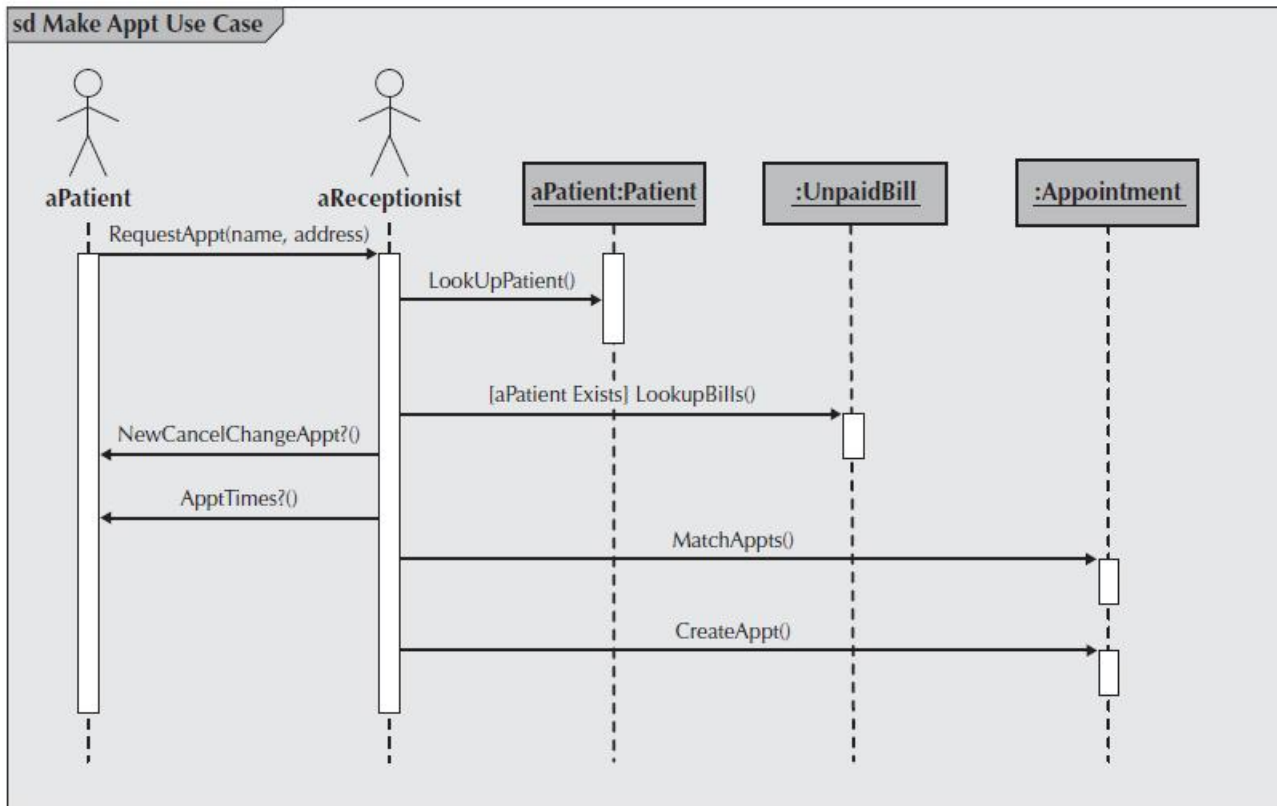 sd Make Appt Use Case
aPatient
aReceptionist
aPatient:Patient
:UnpaidBill
:Appointment
RequestAppt(name, address)
LookUpPatient()
[aPatient Exists] LookupBills()
NewCancelChangeAppt?()
ApptTimes?()
MatchAppts()
CreateAppt()